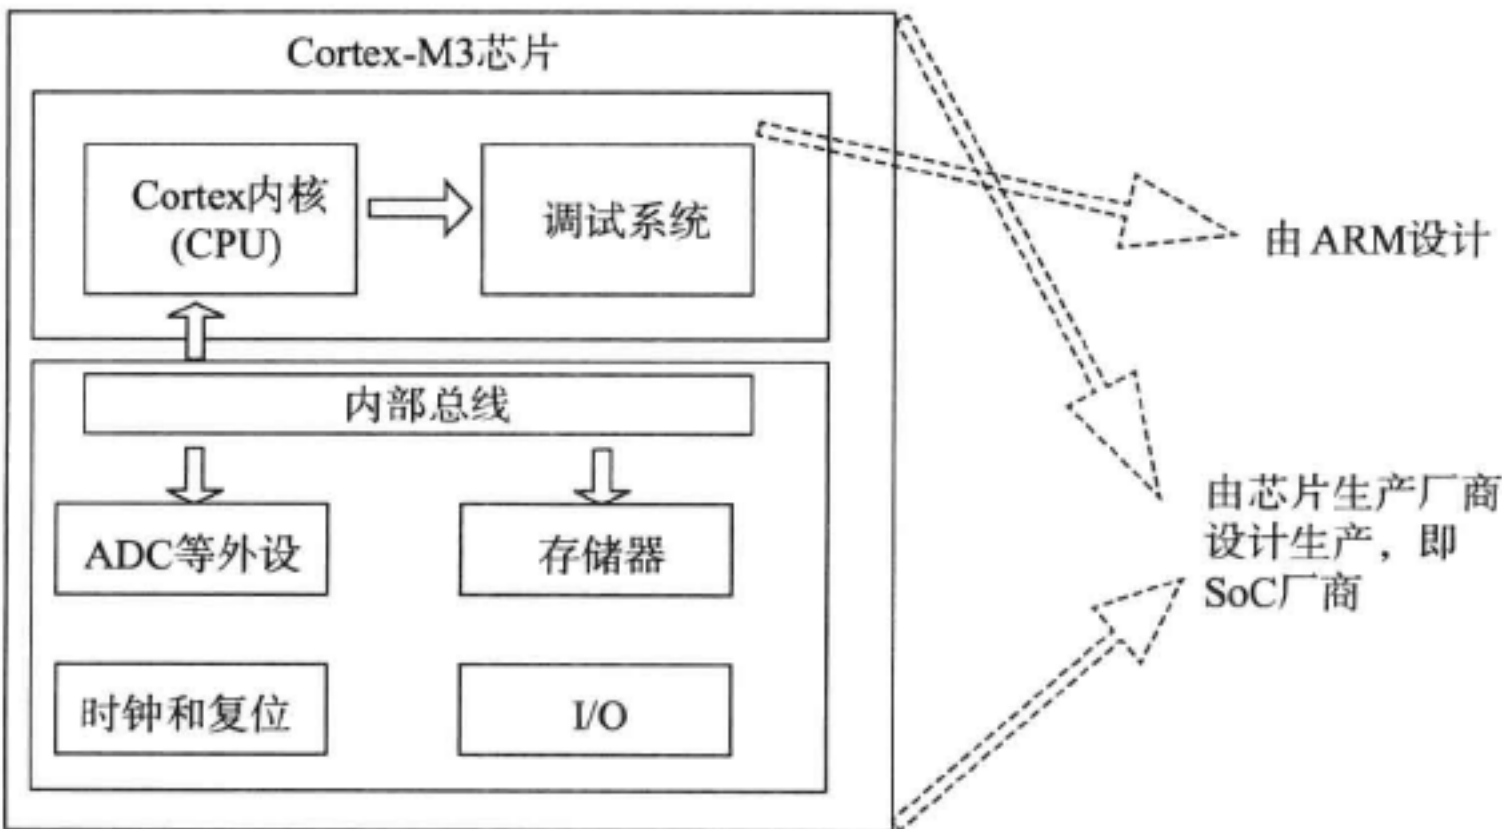 Cortex-M3芯片
Cortex内核
(CPU)
调试系统
由ARM设计
内部总线
ADC等外设
存储器
由芯片生产厂商
设计生产，即
SoC厂商
时钟和复位
I/O